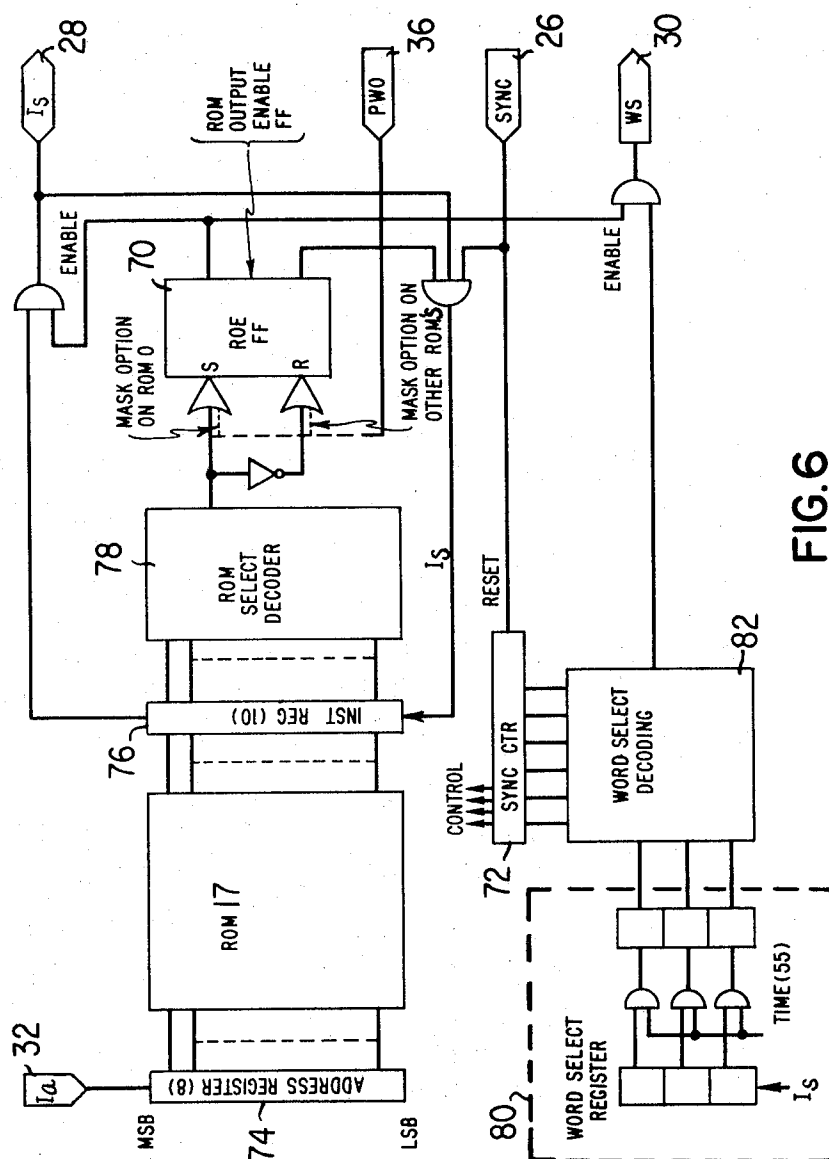 Ia
32
MSB
ADDRESS REGISTER (8)
LSB
74
ROM 17
76
INST REG (10)
78
ROM
SELECT
DECODER
MASK OPTION
ON ROM 0
S
R
ROE
FF
70
ENABLE
ROM
OUTPUT
ENABLE
FF
IS
28
PWO
36
MASK OPTION ON
OTHER ROM'S
IS
SYNC
26
RESET
CONTROL
SYNC CTR
72
WORD SELECT
DECODING
82
ENABLE
WS
30
80
WORD SELECT
REGISTER
IS
TIME (55)
FIG. 6